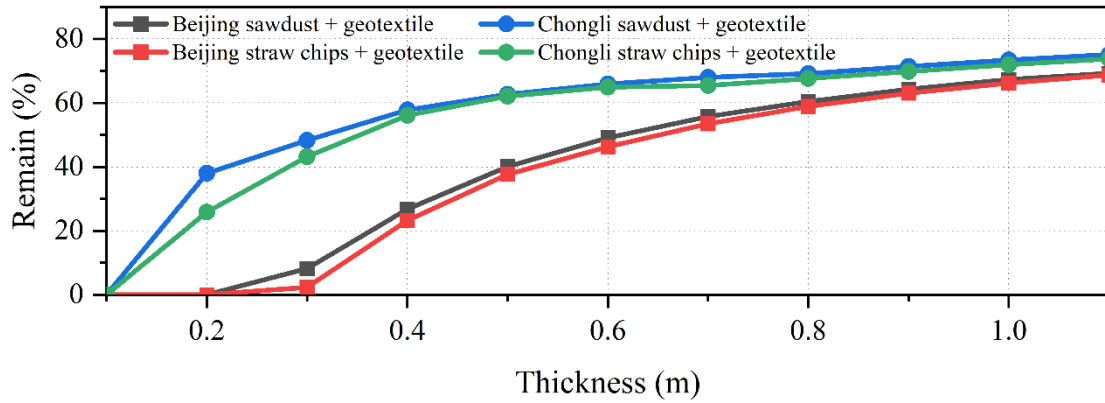 Beijing sawdust + geotextile
Chongli sawdust + geotextile
Beijing straw chips + geotextile
Chongli straw chips + geotextile
80
60
40
20
0
Remain (%)
0.2
0.4
0.6
0.8
1.0
Thickness (m)